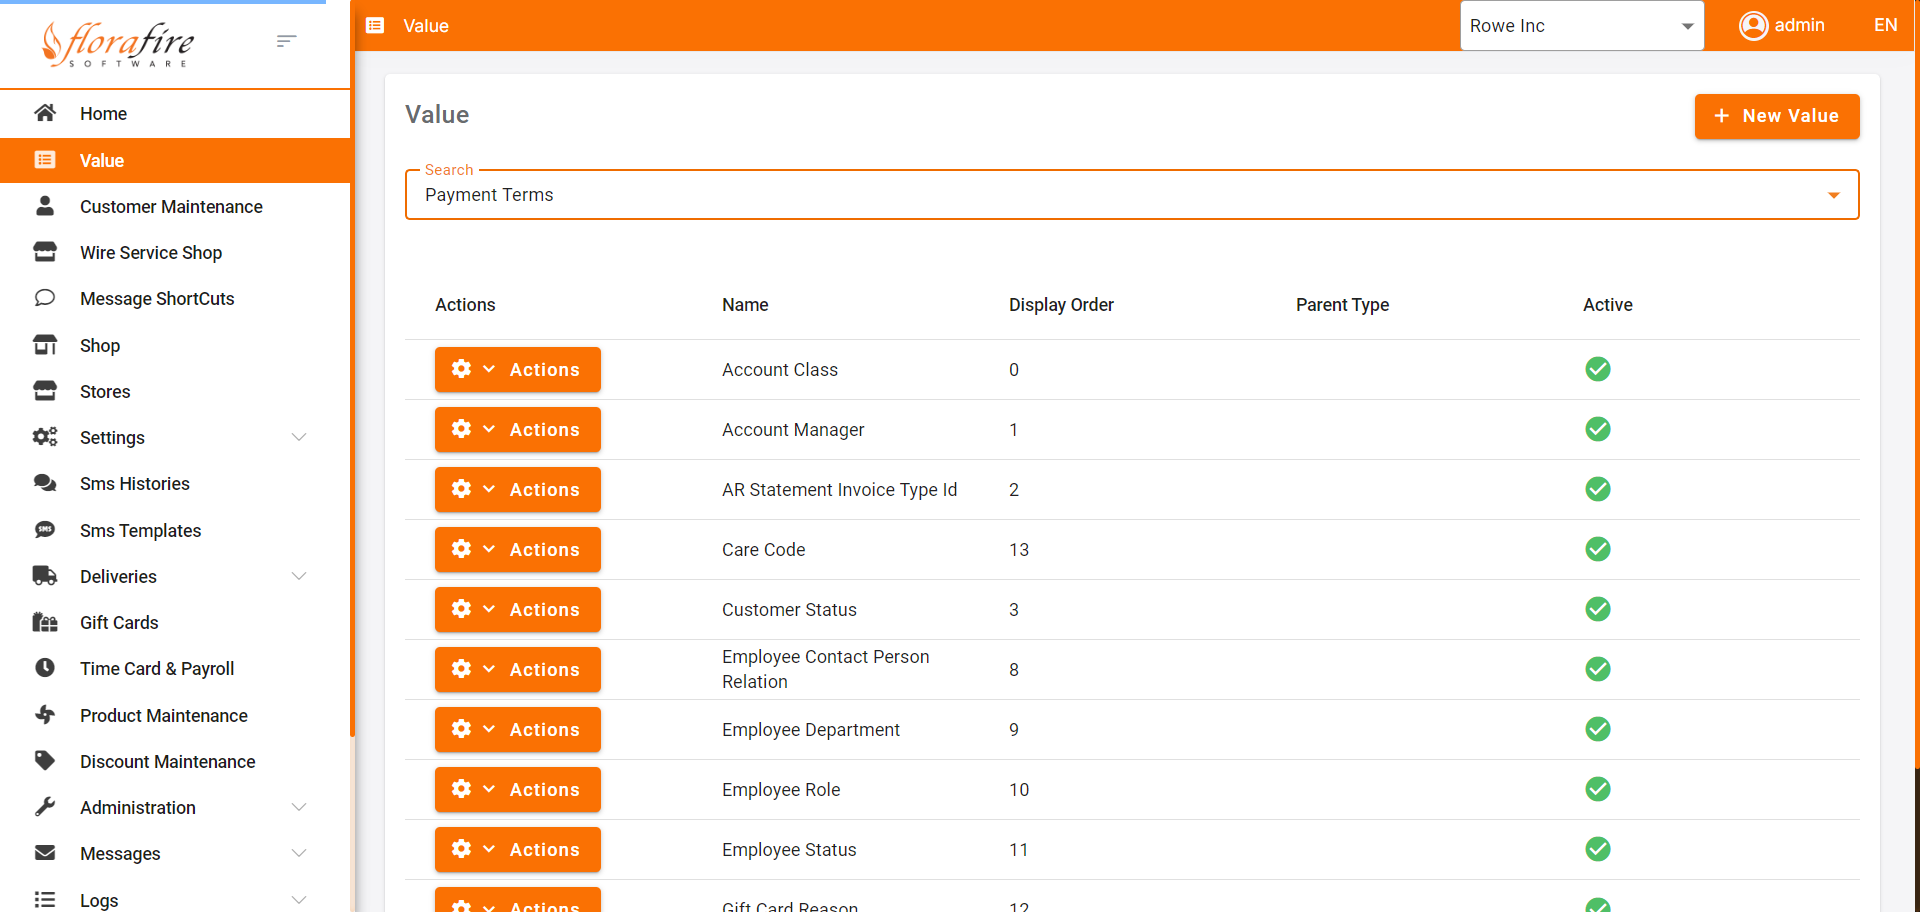 florafire
SOFTWARE
Value
Rowe Inc
admin
EN
Home
Value
Customer Maintenance
Wire Service Shop
Message ShortCuts
Shop
Stores
Settings
Sms Histories
SMS
Sms Templates
Deliveries
Gift Cards
Time Card & Payroll
Product Maintenance
Discount Maintenance
Administration
Messages
Logs
Value
+ New Value
Search
Payment Terms
Actions Name Display Order Parent Type Active
Actions Account Class 0
Actions Account Manager 1
Actions AR Statement Invoice Type Id 2
Actions Care Code 13
Actions Customer Status 3
Actions Employee Contact Person
Relation 8
Actions Employee Department 9
Actions Employee Role 10
Actions Employee Status 11
Actions Gift Card Reason 12